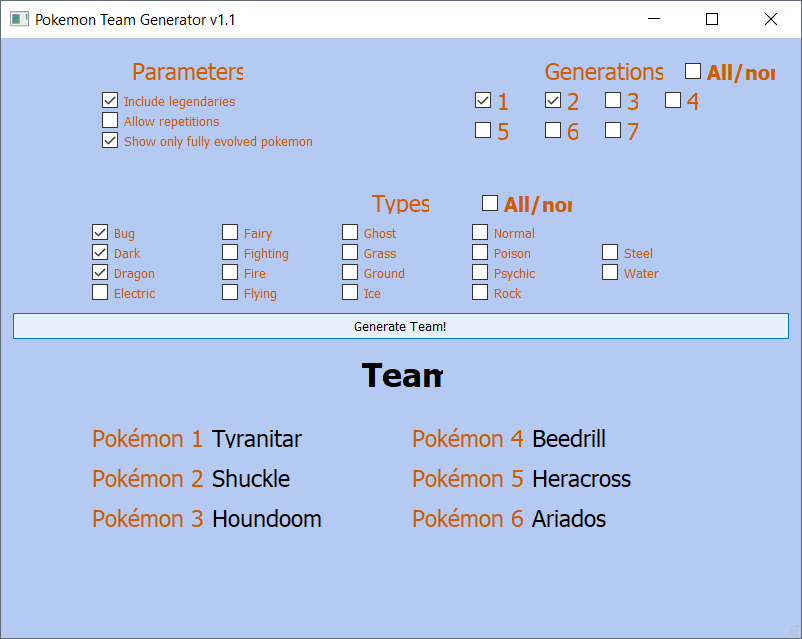 Pokemon Team Generator v1.1
Parameters
Include legendaries
Allow repetitions
Show only fully evolved pokemon
Generations All/nor
1 2 3 4
5 6 7
Types All/nor
Bug Fairy Ghost Normal
Dark Fighting Grass Poison Steel
Dragon Fire Ground Psychic Water
Electric Flying Ice Rock
Generate Team!
Team
Pokémon 1 Tyranitar Pokémon 4 Beedrill
Pokémon 2 Shuckle Pokémon 5 Heracross
Pokémon 3 Houndoom Pokémon 6 Ariados